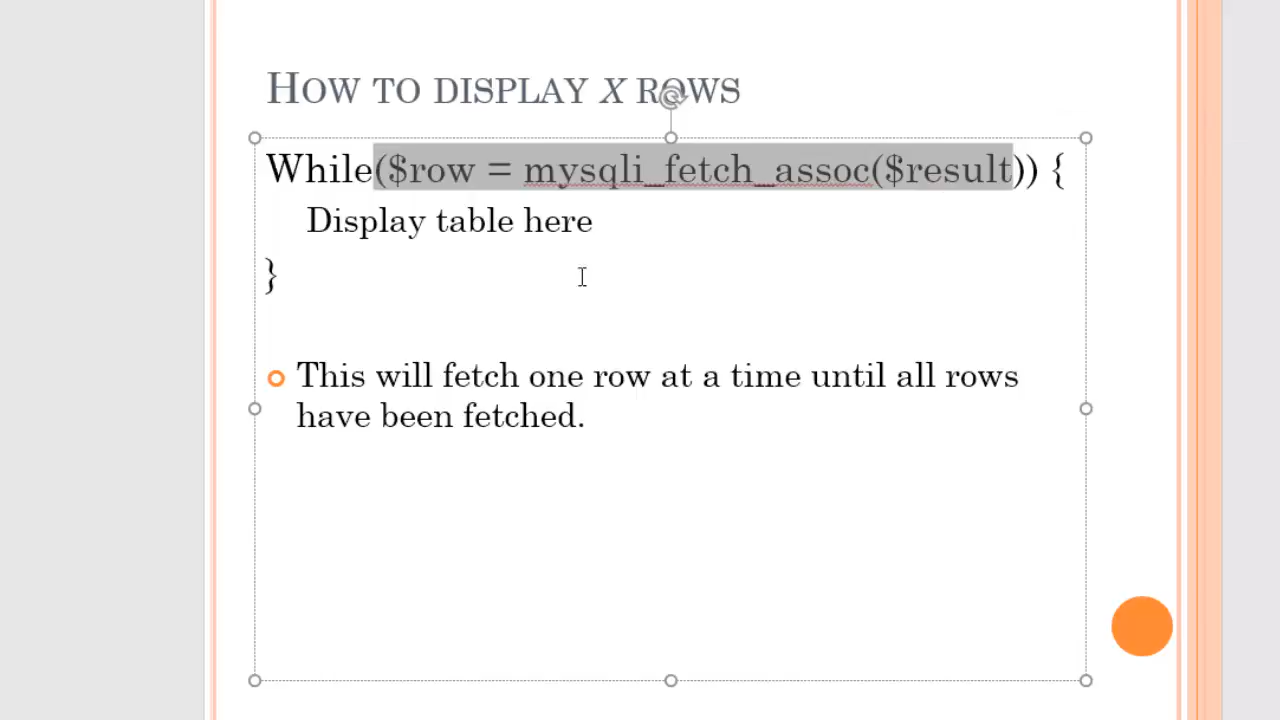 HOW TO DISPLAY X ROWS
While($row = mysqli_fetch_assoc($result)) {
Display table here
}
This will fetch one row at a time until all rows
have been fetched.